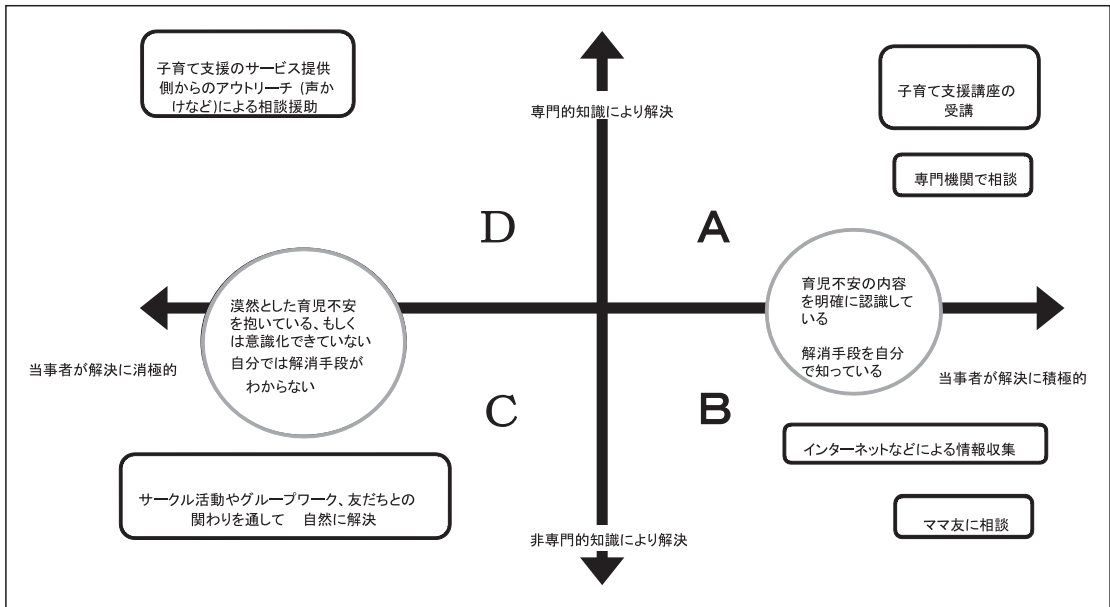 子育て支援のサービス提供
側からのアウトリーチ (声か
けなど)による相談援助
専門的知識により解決
子育て支援講座の
受講
専門機関で相談
D
A
漠然とした育児不安
を抱いている、もしく
は意識化できていない
自分では解消手段が
わからない
育児不安の内容
を明確に認識して
いる
解消手段を自分
で知っている
当事者が解決に消極的
当事者が解決に積極的
C
B
インターネットなどによる情報収集
サークル活動やグループワーク、友だちとの
関わりを通して 自然に解決
ママ友に相談
非専門的知識により解決